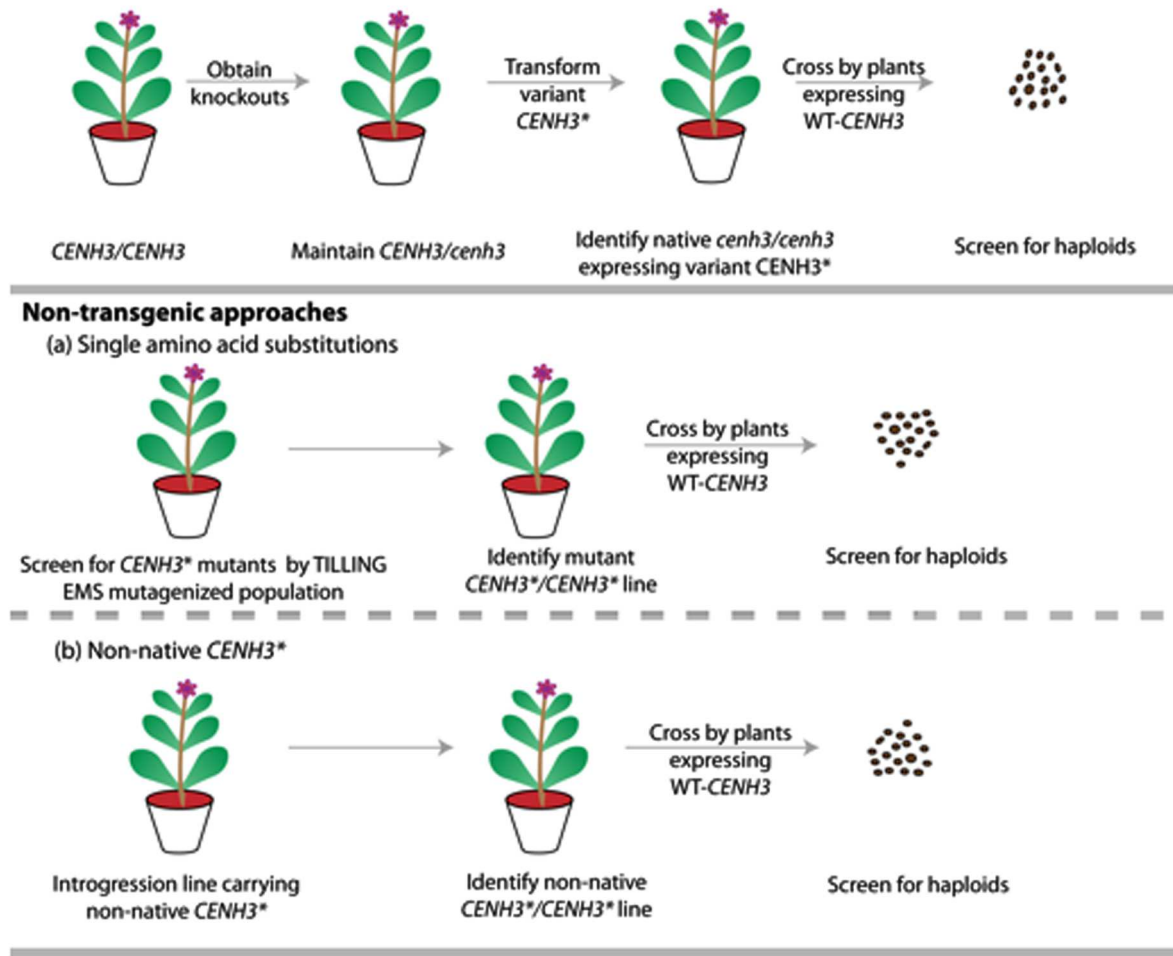 Obtain
knockouts
Transform
variant
CENH3*
Cross by plants
expressing
WT-CENH3
CENH3/CENH3
Maintain CENH3/cenh3
Identify native cenh3/cenh3
expressing variant CENH3*
Screen for haploids
Non-transgenic approaches
(a) Single amino acid substitutions
Cross by plants
expressing
WT-CENH3
Screen for CENH3* mutants by TILLING
EMS mutagenized population
Identify mutant
CENH3*/CENH3* line
Screen for haploids
(b) Non-native CENH3*
Cross by plants
expressing
WT-CENH3
Introgression line carrying
non-native CENH3*
Identify non-native
CENH3*/CENH3* line
Screen for haploids